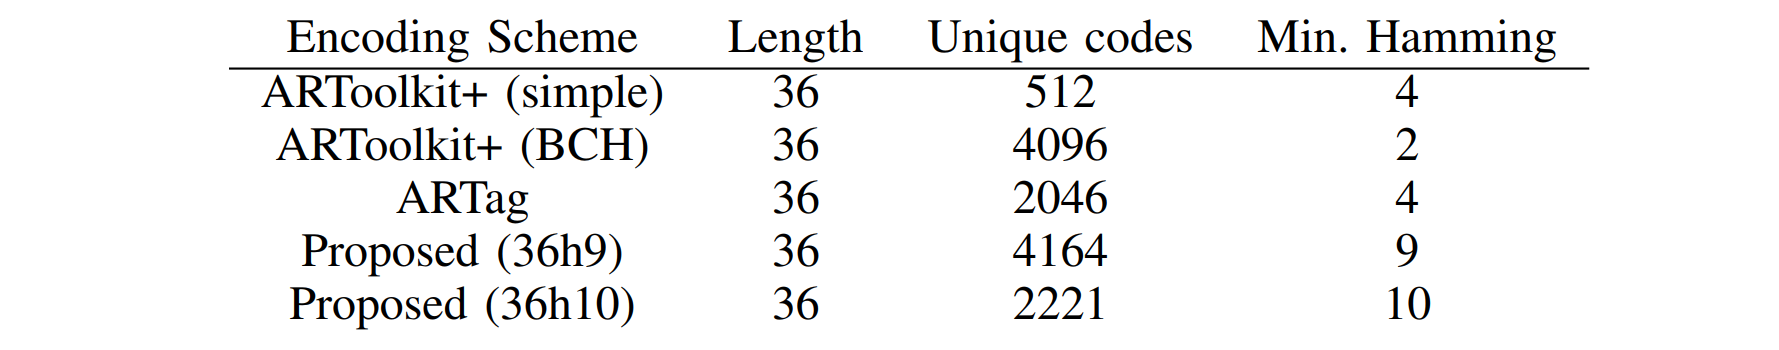 Encoding Scheme Length Unique codes Min. Hamming
ARToolkit+ (simple) 36 512 4
ARToolkit+ (BCH) 36 4096 2
ARTag 36 2046 4
Proposed (36h9) 36 4164 9
Proposed (36h10) 36 2221 10